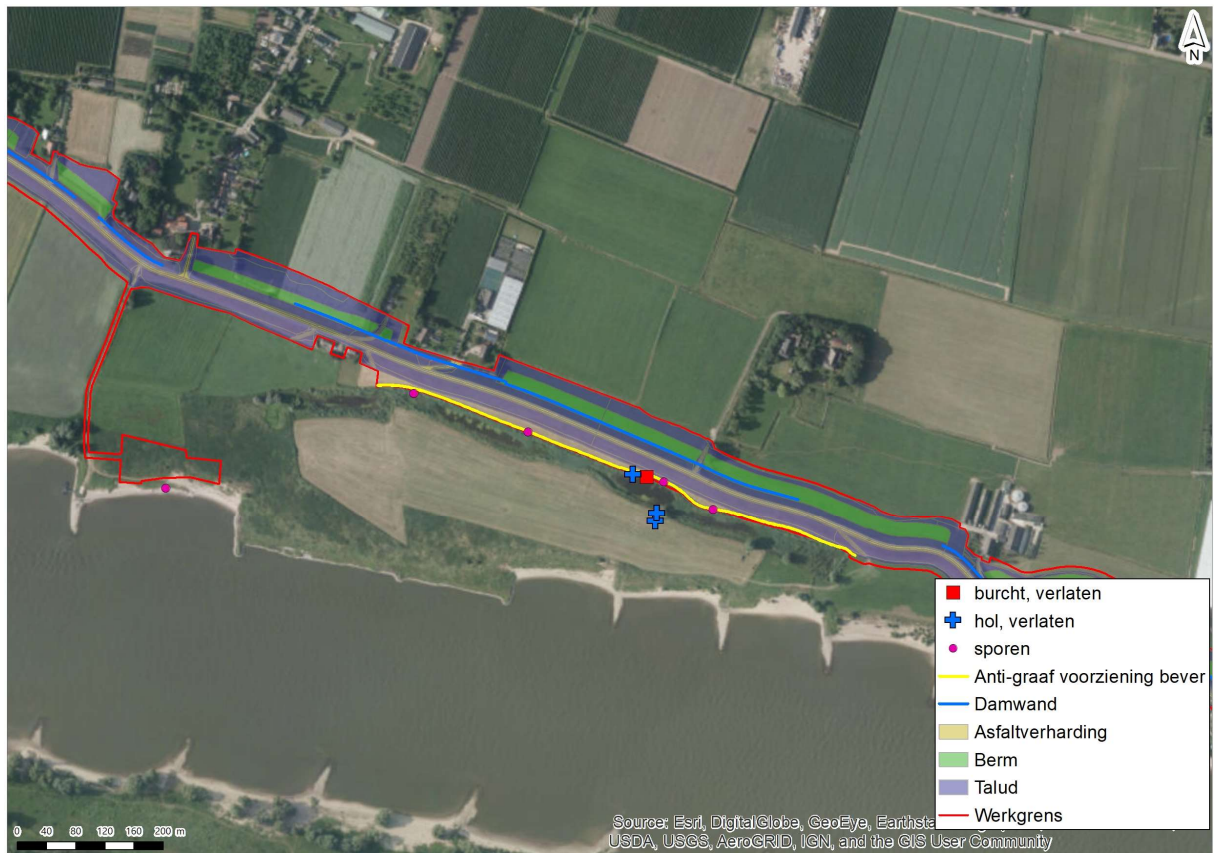 N
burcht, verlaten
hol, verlaten
sporen
Anti-graaf voorziening bever
Damwand
Asfaltverharding
Berm
Talud
Werkgrens
0 40 80 120 160 200 m
Source: Esri, DigitalGlobe, GeoEye,
USDA, USGS, AeroGRID, IGN, and the GIS User Community